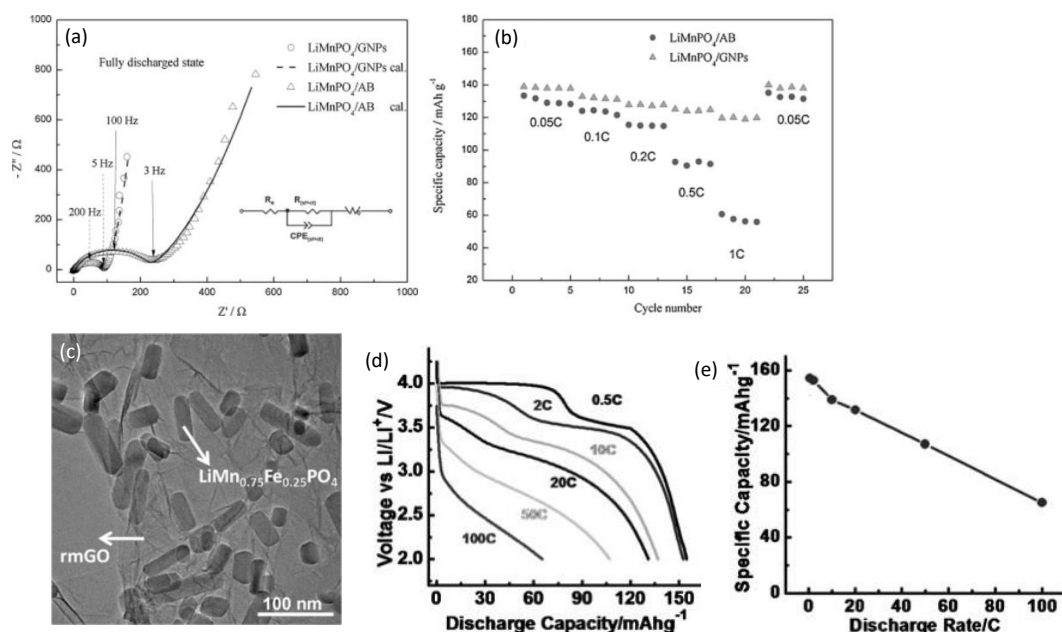 (a)
-1000
-800
-600
-400
-200
0
- Z" / Ω
Fully discharged state
LiMnPO4/GNPs
LiMnPO4/GNPs cal.
LiMnPO4/AB
LiMnPO4/AB cal.
100 Hz
5 Hz
200 Hz
3 Hz
0 200 400 600 800 1000
Z' / Ω
(b)
180
160
140
120
100
80
60
40
Specific capacity / mAh g-1
LiMnPO4/AB
LiMnPO4/GNPs
0.05C
0.1C
0.2C
0.5C
1C
0.05C
0 5 10 15 20 25
Cycle number
(c)
LiMn0.75Fe0.25PO4
rmGO
100 nm
(d)
4.0
3.5
3.0
2.5
2.0
Voltage vs Li/Li+/V
0.5C
2C
10C
20C
50C
100C
0 30 60 90 120 150
Discharge Capacity/mAhg-1
(e)
160
120
80
40
0
Specific Capacity/mAhg-1
0 20 40 60 80 100
Discharge Rate/C